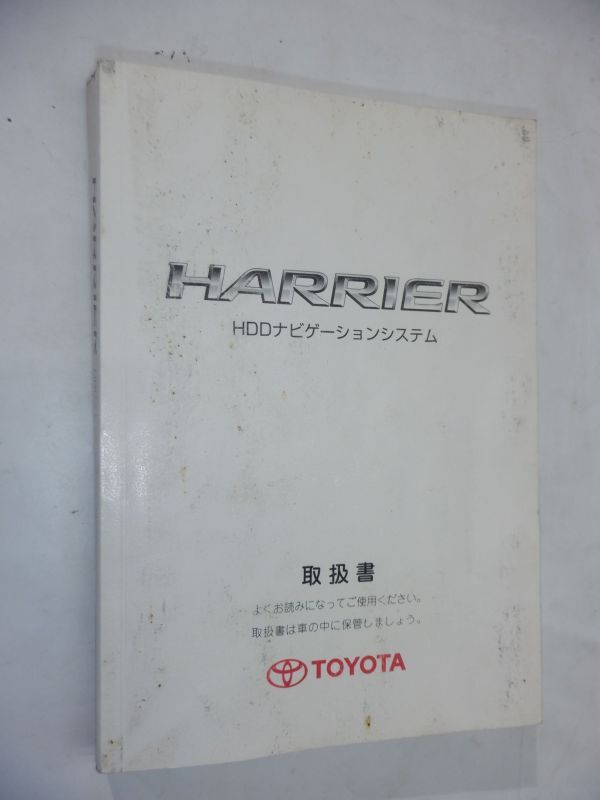 HARRIER
HDDナビゲーションシステム
取扱書
よくお読みになってご使用ください。
取扱書は車の中に保管しましょう。
TOYOTA